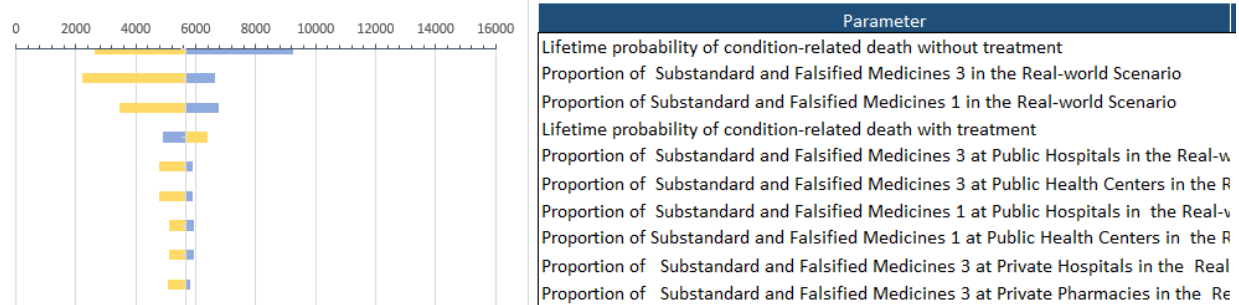 0 2000 4000 6000 8000 10000 12000 14000 16000
Parameter
Lifetime probability of condition-related death without treatment
Proportion of Substandard and Falsified Medicines 3 in the Real-world Scenario
Proportion of Substandard and Falsified Medicines 1 in the Real-world Scenario
Lifetime probability of condition-related death with treatment
Proportion of Substandard and Falsified Medicines 3 at Public Hospitals in the Real-w
Proportion of Substandard and Falsified Medicines 3 at Public Health Centers in the R
Proportion of Substandard and Falsified Medicines 1 at Public Hospitals in the Real-
Proportion of Substandard and Falsified Medicines 1 at Public Health Centers in the R
Proportion of Substandard and Falsified Medicines 3 at Private Hospitals in the Real
Proportion of Substandard and Falsified Medicines 3 at Private Pharmacies in the Re